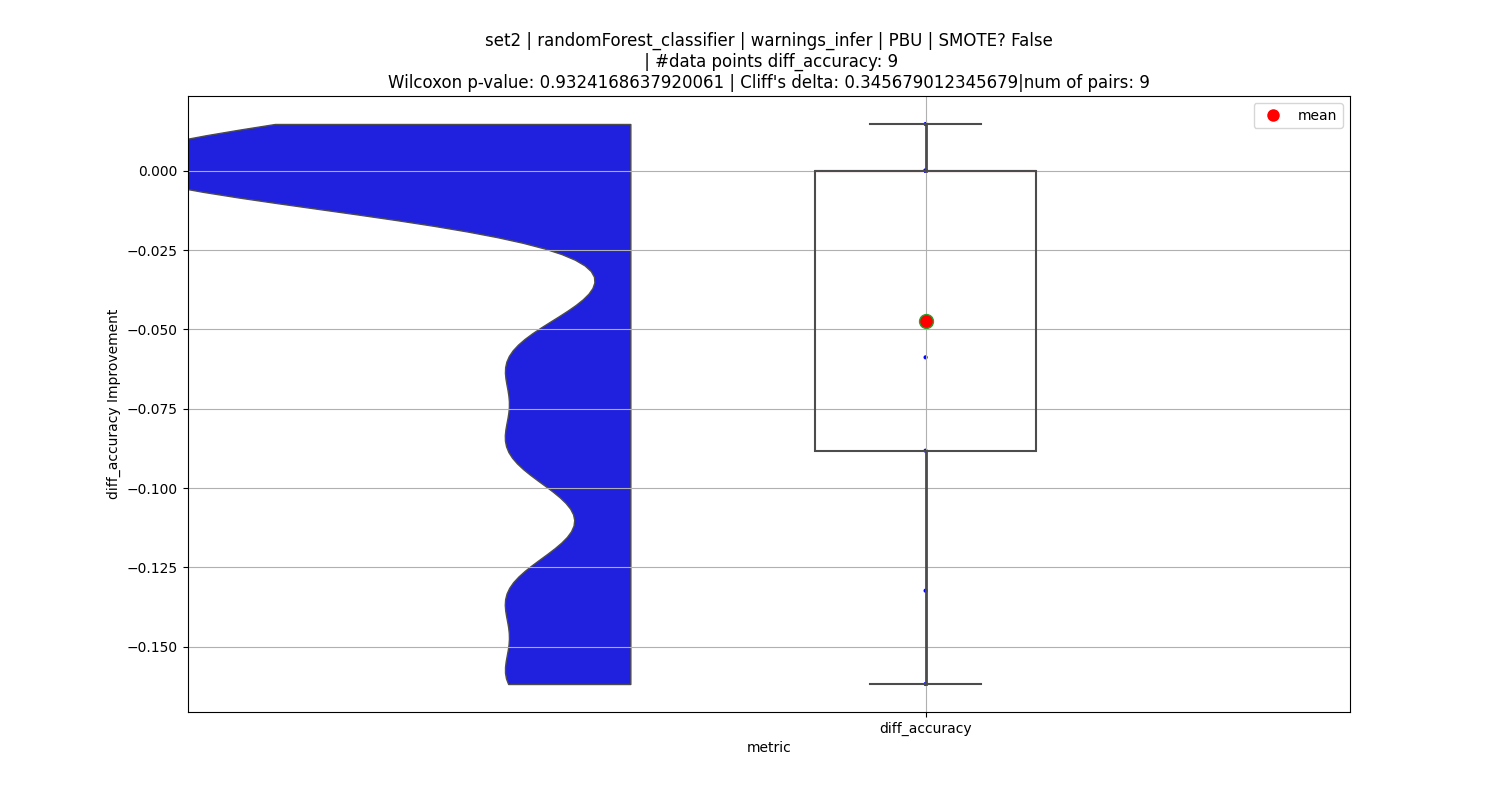 set2 | randomForest_classifier | warnings_infer | PBU | SMOTE? False
| #data points diff_accuracy: 9
Wilcoxon p-value: 0.9324168637920061 | Cliff's delta: 0.345679012345679|num of pairs: 9
mean
0.000
−0.025
−0.050
−0.075
−0.100
−0.125
−0.150
diff_accuracy Improvement
diff_accuracy
metric